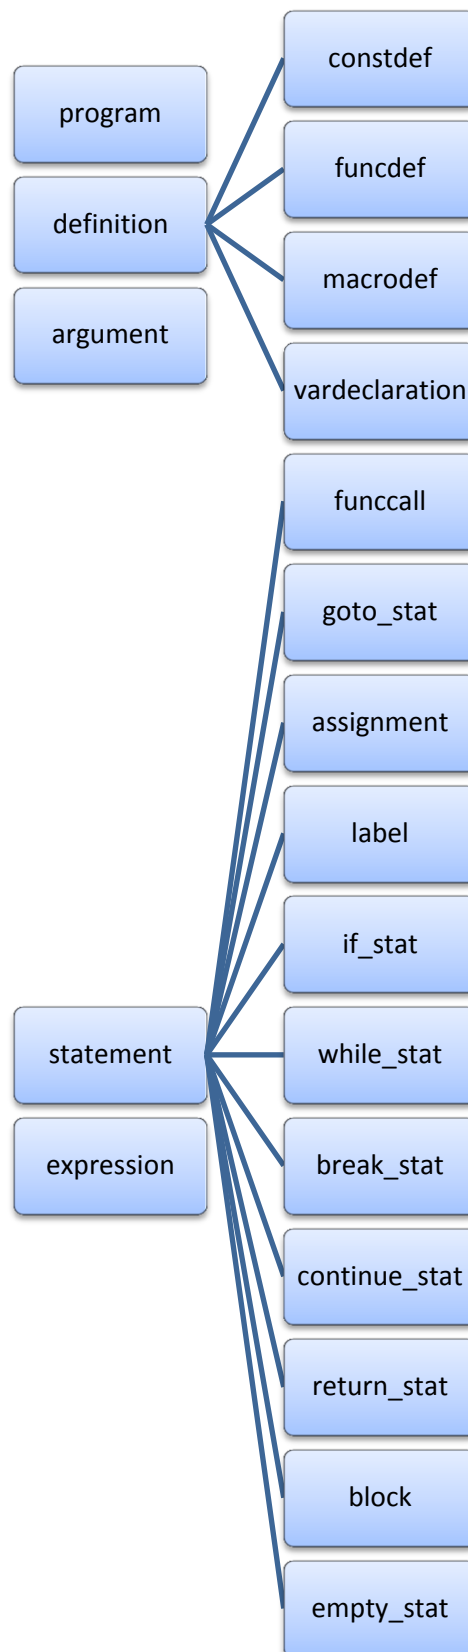 program
definition
constdef
funcdef
macrodef
vardeclaration
argument
statement
funccall
goto_stat
assignment
label
if_stat
while_stat
break_stat
continue_stat
return_stat
block
empty_stat
expression